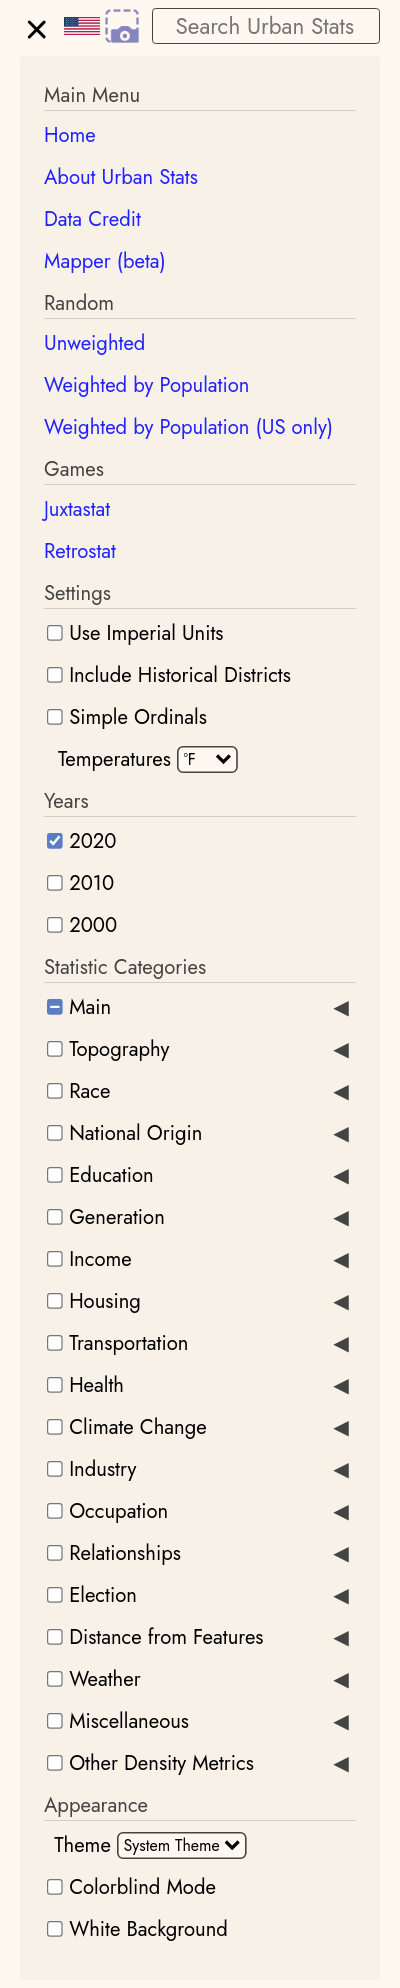 Search Urban Stats
Main Menu
Home
About Urban Stats
Data Credit
Mapper (beta)
Random
Unweighted
Weighted by Population
Weighted by Population (US only)
Games
Juxtastat
Retrostat
Settings
Use Imperial Units
Include Historical Districts
Simple Ordinals
Temperatures °F
Years
2020
2010
2000
Statistic Categories
Main
Topography
Race
National Origin
Education
Generation
Income
Housing
Transportation
Health
Climate Change
Industry
Occupation
Relationships
Election
Distance from Features
Weather
Miscellaneous
Other Density Metrics
Appearance
Theme System Theme
Colorblind Mode
White Background